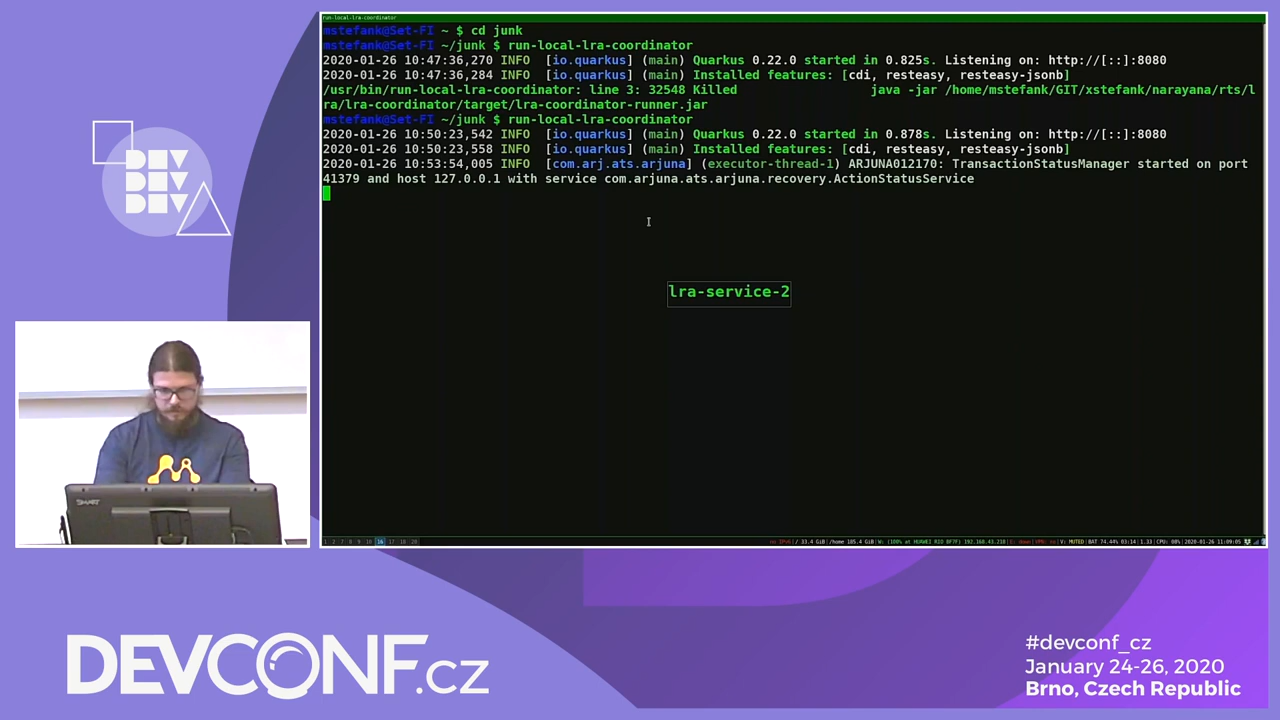 run-local-lra-coordinator
mstefank@Set-FI ~ $ cd junk
mstefank@Set-FI ~/junk $ run-local-lra-coordinator
2020-01-26 10:47:36,270 INFO  [io.quarkus] (main) Quarkus 0.22.0 started in 0.825s. Listening on: http://[::]:8080
2020-01-26 10:47:36,284 INFO  [io.quarkus] (main) Installed features: [cdi, resteasy, resteasy-jsonb]
/usr/bin/run-local-lra-coordinator: line 3: 32548 Killed                  java -jar /home/mstefank/GIT/xstefank/narayana/rts/l
ra/lra-coordinator/target/lra-coordinator-runner.jar
mstefank@Set-FI ~/junk $ run-local-lra-coordinator
2020-01-26 10:50:23,542 INFO  [io.quarkus] (main) Quarkus 0.22.0 started in 0.878s. Listening on: http://[::]:8080
2020-01-26 10:50:23,558 INFO  [io.quarkus] (main) Installed features: [cdi, resteasy, resteasy-jsonb]
2020-01-26 10:53:54,005 INFO  [com.arj.ats.arjuna] (executor-thread-1) ARJUNA012170: TransactionStatusManager started on port
41379 and host 127.0.0.1 with service com.arjuna.ats.arjuna.recovery.ActionStatusService
lra-service-2
DEV
DEV
DEV
SMART
DEVCONF.cz
#devconf_cz
January 24-26, 2020
Brno, Czech Republic